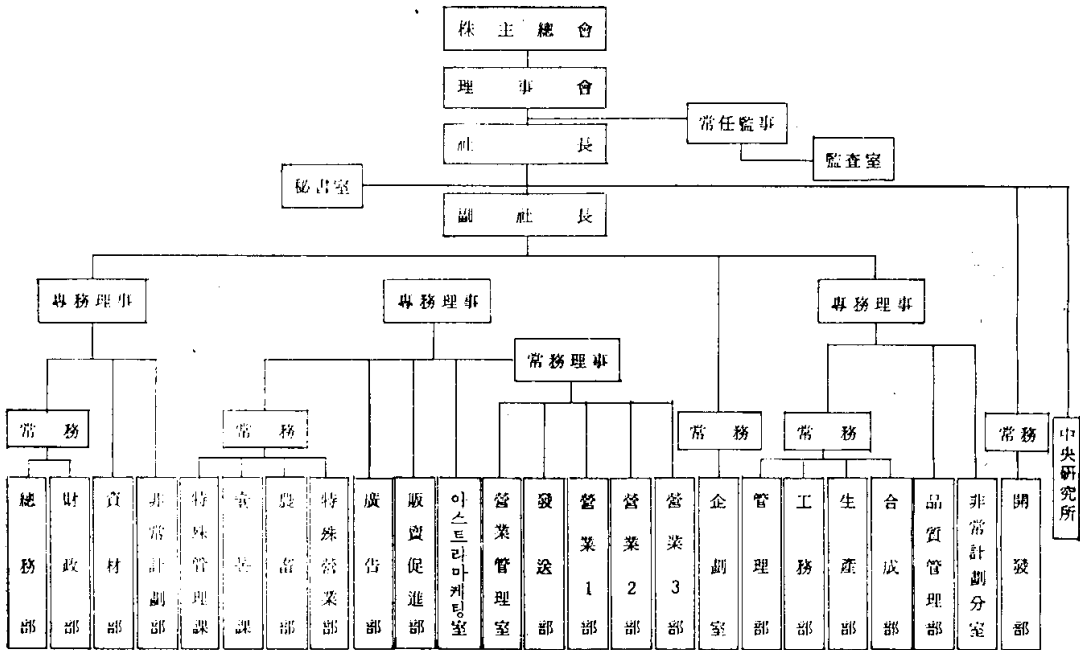 株主總會
理事會
常任監事
社長
監査室
秘書室
副社長
專務理事
專務理事
專務理事
常務理事
常務
常務
常務
常務
常務
中央硏究所
總務部
財政部
資材部
非常計劃部
特殊管理課
課
農畜部
特殊營業部
廣告部
販賣促進部
아스트라마케팅室
營業管理室
發送部
營業1部
營業2部
營業3部
企劃室
管理部
工務部
生產部
合成部
品質管理部
非常計劃分室
開發部